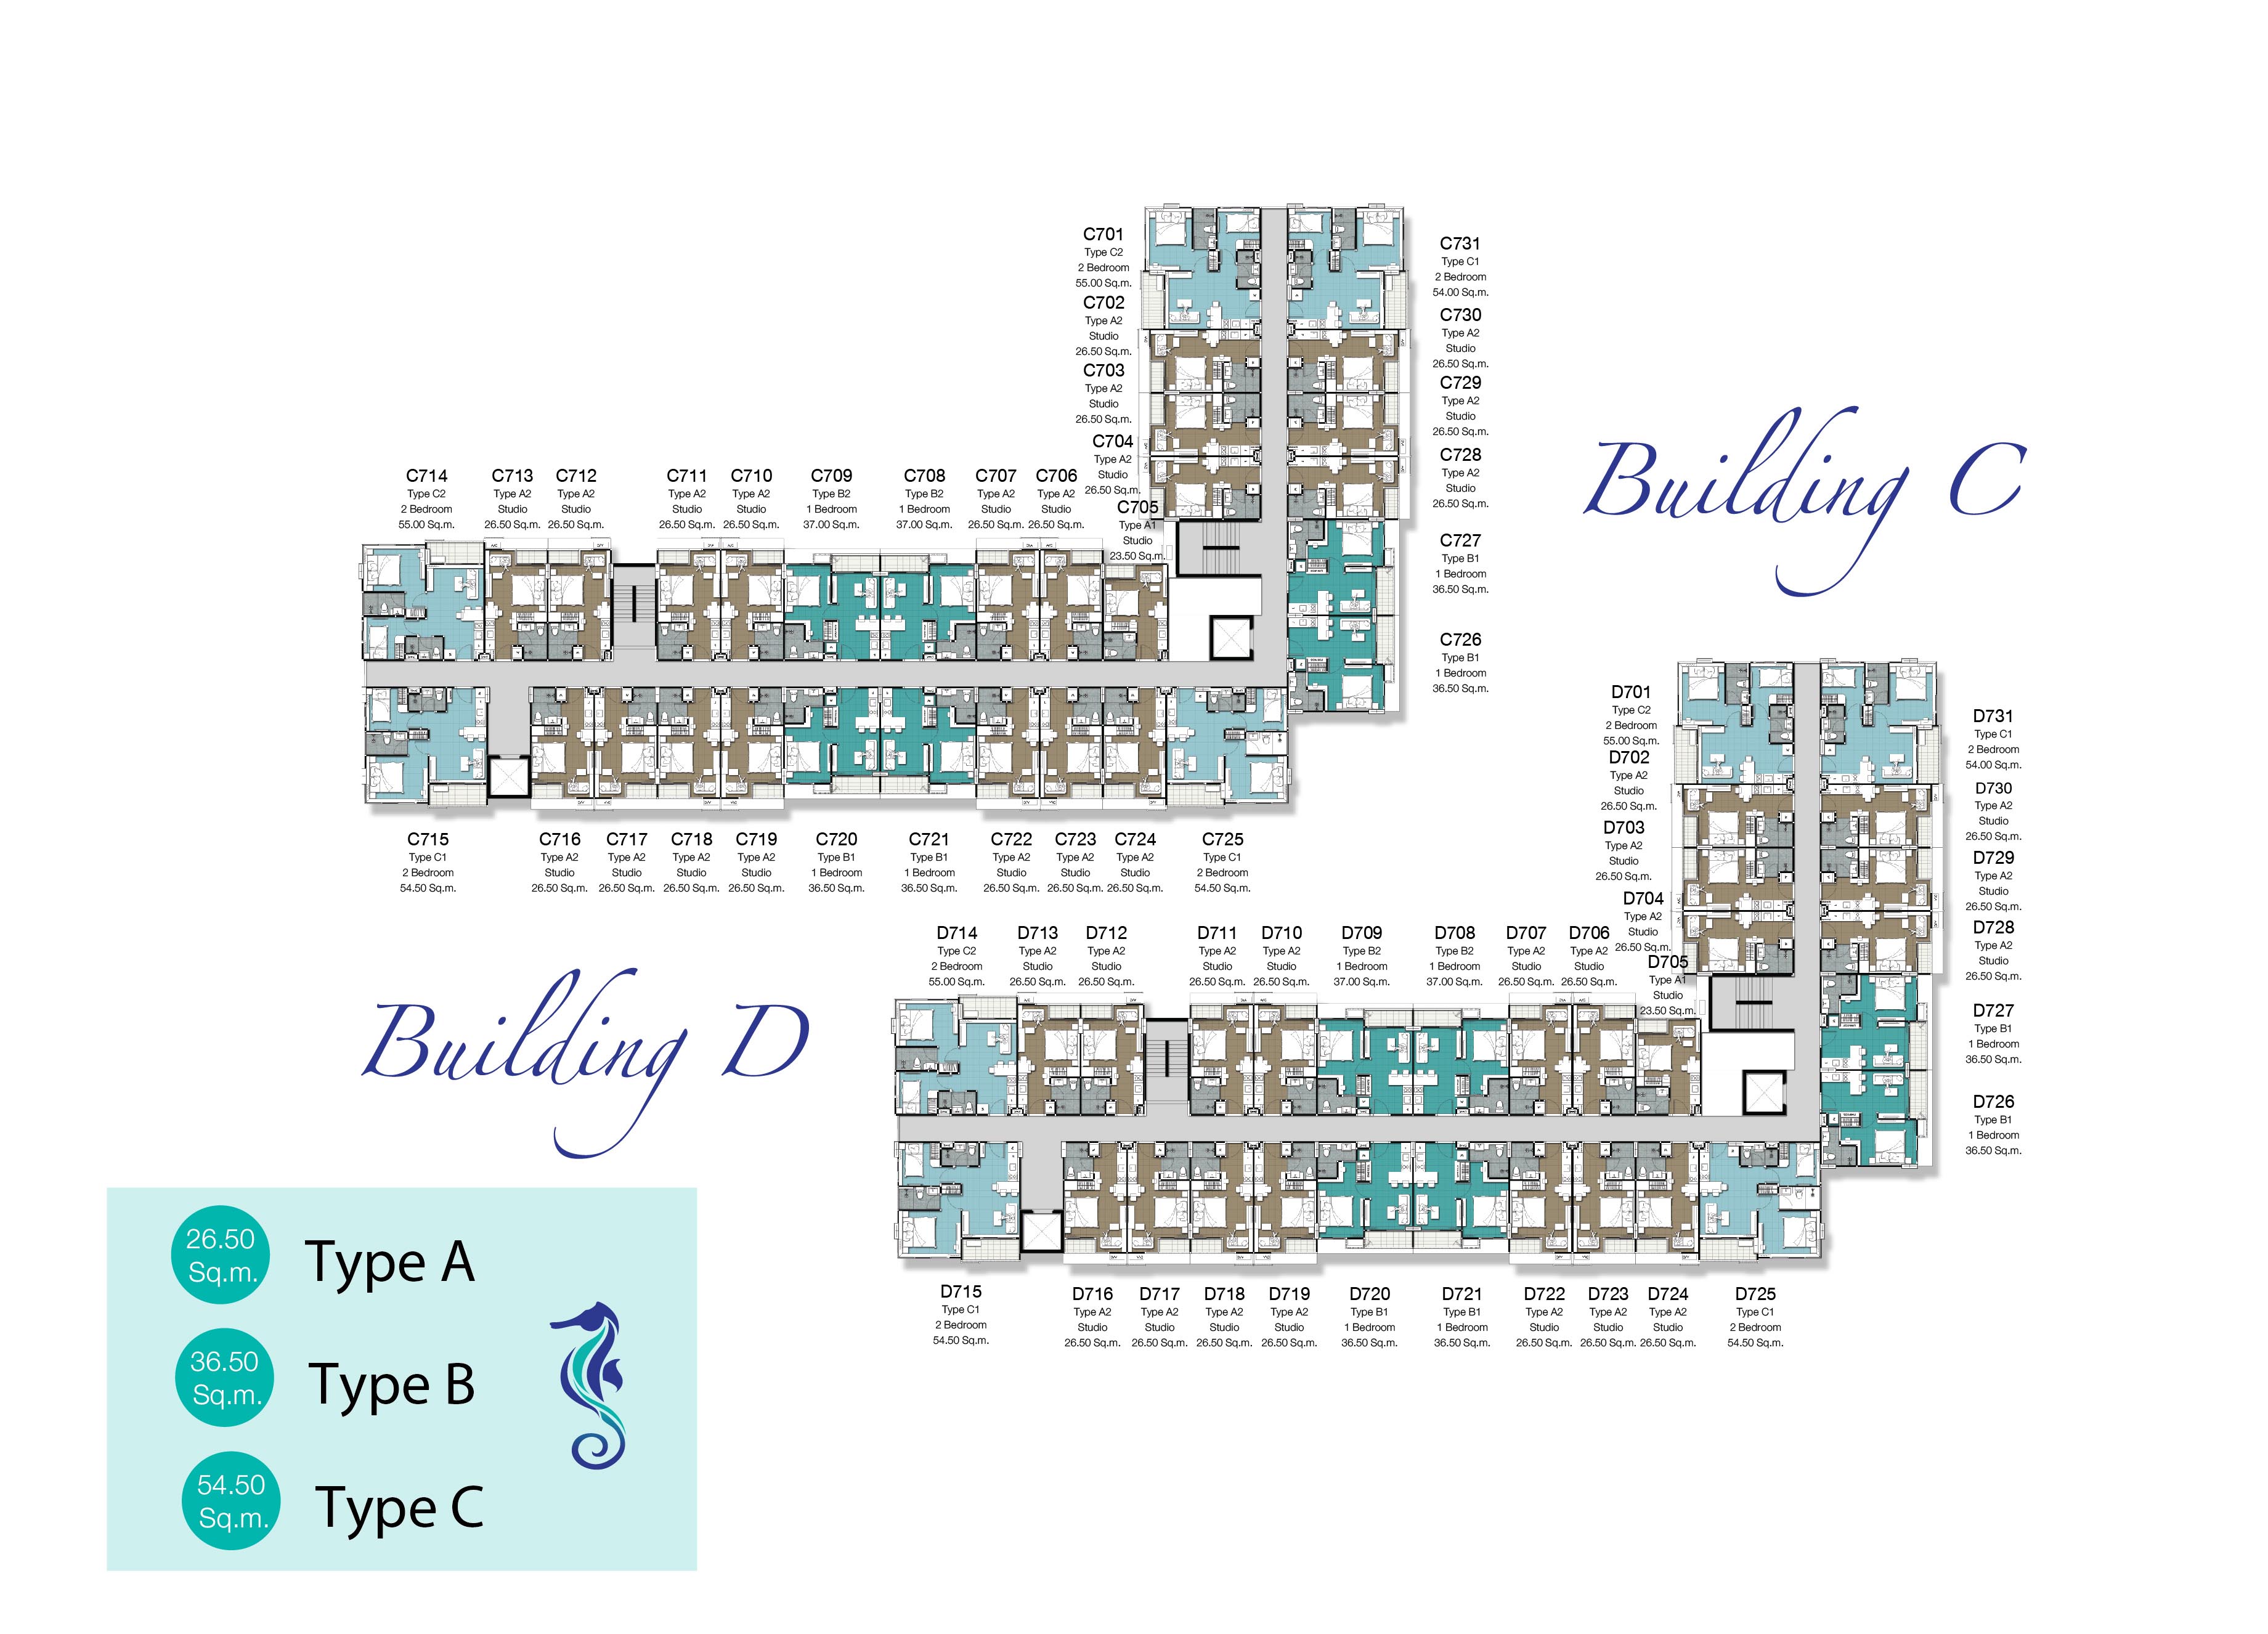 C701
Type C2
2 Bedroom
55.00 Sq.m.
C702
Type A2
Studio
26.50 Sq.m.
C703
Type A2
Studio
26.50 Sq.m.
C704
Type A2
Studio
26.50 Sq.m.
C705
Type A1
Studio
23.50 Sq.m.
C731
Type C1
2 Bedroom
54.00 Sq.m.
C730
Type A2
Studio
26.50 Sq.m.
C729
Type A2
Studio
26.50 Sq.m.
C728
Type A2
Studio
26.50 Sq.m.
C727
Type B1
1 Bedroom
36.50 Sq.m.
C726
Type B1
1 Bedroom
36.50 Sq.m.
Building C
C714
Type C2
2 Bedroom
55.00 Sq.m.
C713
Type A2
Studio
26.50 Sq.m.
C712
Type A2
Studio
26.50 Sq.m.
C711
Type A2
Studio
26.50 Sq.m.
C710
Type A2
Studio
26.50 Sq.m.
C709
Type B2
1 Bedroom
37.00 Sq.m.
C708
Type B2
1 Bedroom
37.00 Sq.m.
C707
Type A2
Studio
26.50 Sq.m.
C706
Type A2
Studio
26.50 Sq.m.
C715
Type C1
2 Bedroom
54.50 Sq.m.
C716
Type A2
Studio
26.50 Sq.m.
C717
Type A2
Studio
26.50 Sq.m.
C718
Type A2
Studio
26.50 Sq.m.
C719
Type A2
Studio
26.50 Sq.m.
C720
Type B1
1 Bedroom
36.50 Sq.m.
C721
Type B1
1 Bedroom
36.50 Sq.m.
C722
Type A2
Studio
26.50 Sq.m.
C723
Type A2
Studio
26.50 Sq.m.
C724
Type A2
Studio
26.50 Sq.m.
C725
Type C1
2 Bedroom
54.50 Sq.m.
D701
Type C2
2 Bedroom
55.00 Sq.m.
D702
Type A2
Studio
26.50 Sq.m.
D703
Type A2
Studio
26.50 Sq.m.
D704
Type A2
Studio
26.50 Sq.m.
D705
Type A1
Studio
23.50 Sq.m.
D731
Type C1
2 Bedroom
54.00 Sq.m.
D730
Type A2
Studio
26.50 Sq.m.
D729
Type A2
Studio
26.50 Sq.m.
D728
Type A2
Studio
26.50 Sq.m.
D727
Type B1
1 Bedroom
36.50 Sq.m.
D726
Type B1
1 Bedroom
36.50 Sq.m.
Building D
D714
Type C2
2 Bedroom
55.00 Sq.m.
D713
Type A2
Studio
26.50 Sq.m.
D712
Type A2
Studio
26.50 Sq.m.
D711
Type A2
Studio
26.50 Sq.m.
D710
Type A2
Studio
26.50 Sq.m.
D709
Type B2
1 Bedroom
37.00 Sq.m.
D708
Type B2
1 Bedroom
37.00 Sq.m.
D707
Type A2
Studio
26.50 Sq.m.
D706
Type A2
Studio
26.50 Sq.m.
D715
Type C1
2 Bedroom
54.50 Sq.m.
D716
Type A2
Studio
26.50 Sq.m.
D717
Type A2
Studio
26.50 Sq.m.
D718
Type A2
Studio
26.50 Sq.m.
D719
Type A2
Studio
26.50 Sq.m.
D720
Type B1
1 Bedroom
36.50 Sq.m.
D721
Type B1
1 Bedroom
36.50 Sq.m.
D722
Type A2
Studio
26.50 Sq.m.
D723
Type A2
Studio
26.50 Sq.m.
D724
Type A2
Studio
26.50 Sq.m.
D725
Type C1
2 Bedroom
54.50 Sq.m.
26.50
Sq.m.
Type A
36.50
Sq.m.
Type B
54.50
Sq.m.
Type C